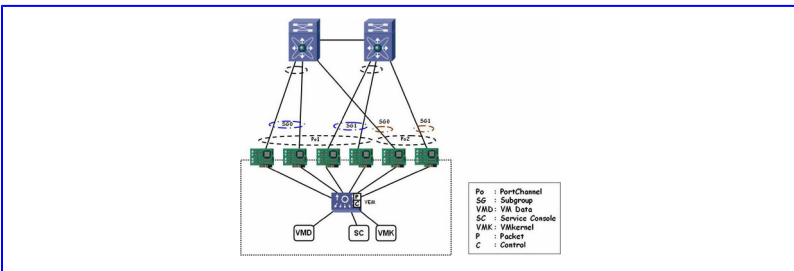 SG0
SG1
SG0
SG1
Po1
Po2
P
C
VEM
VMD
SC
VMK
Po : PortChannel
SG : Subgroup
VMD : VM Data
SC : Service Console
VMK : VMkernel
P : Packet
C : Control